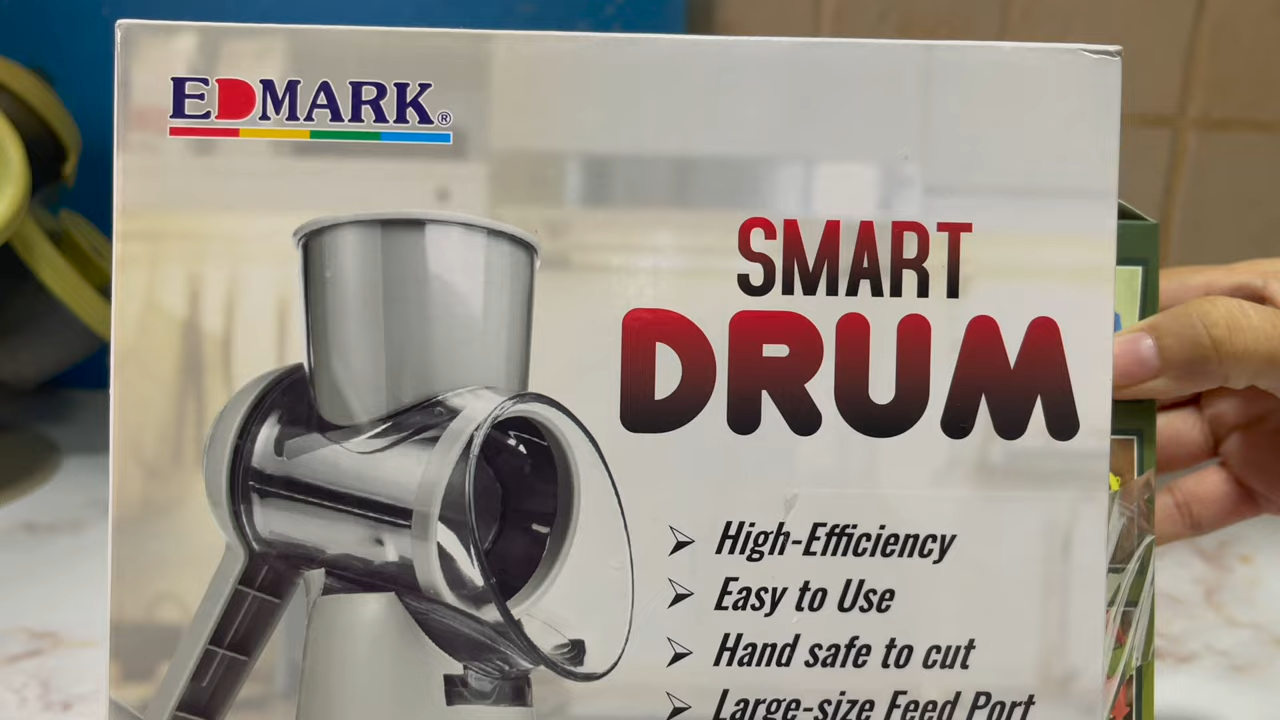 EDMARK®
SMART
DRUM
➢ High-Efficiency
➢ Easy to Use
➢ Hand safe to cut
➢ Large-size Feed Port